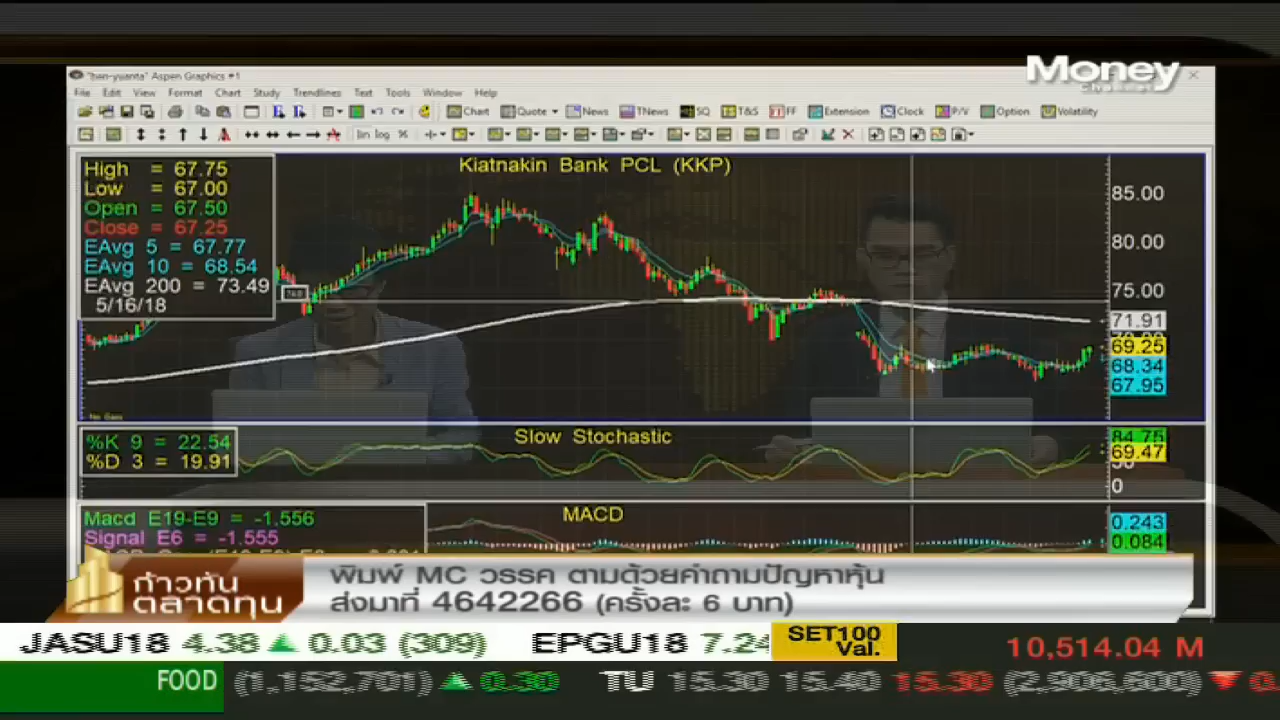 Money
"hen-yuanta" Aspen Graphics #1
File Edit View Format Chart Study Trendlines Text Tools Window Help
Chart Quote News TNews SQ T&S FF Extension Clock P/V Option Volatility
lin log %
Kiatnakin Bank PCL (KKP)
High = 67.75
Low = 67.00
Open = 67.50
Close = 67.25
EAvg 5 = 67.77
EAvg 10 = 68.54
EAvg 200 = 73.49
5/16/18
85.00
80.00
75.00
71.91
69.25
68.34
67.95
No Gaps
Slow Stochastic
%K 9 = 22.54
%D 3 = 19.91
84.75
69.47
50
0
MACD
Macd E19-E9 = -1.556
Signal E6 = -1.555
0.243
0.084
ก้าวทัน
ตลาดทุน
พิมพ์ MC วรรค ตามด้วยคำถามปัญหาหุ้น
ส่งมาที่ 4642266 (ครั้งละ 6 บาท)
JASU18 4.38 ▲ 0.03 (309) EPGU18 7.24
SET100 Val. 10,514.04 M
FOOD (1,152,701) ▲ 0.30 TU 15.30 15.40 15.30 (2,906,600) ▼ 0.